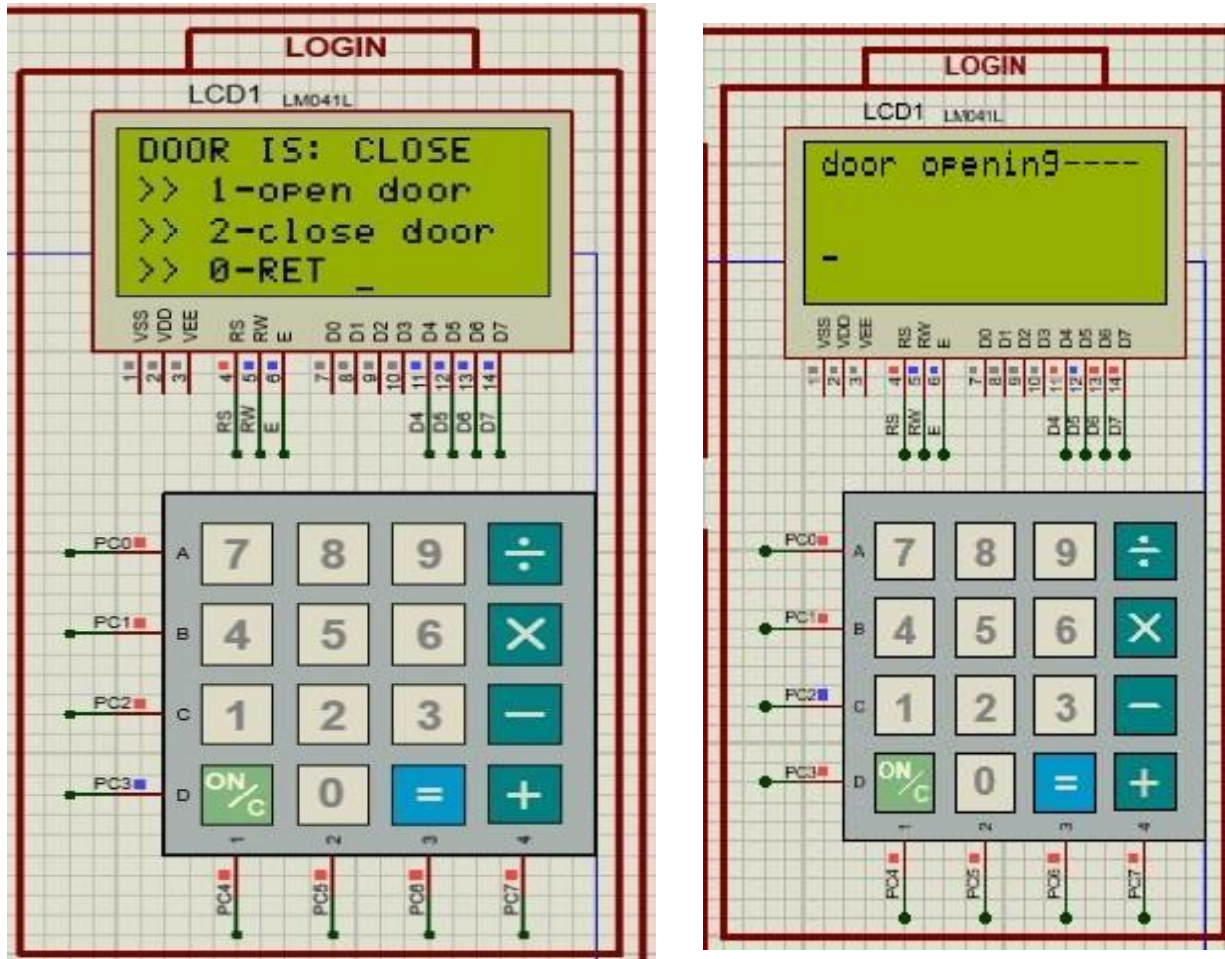 LOGIN
LCD1 LM041L
DOOR IS: CLOSE
>> 1-open door
>> 2-close door
>> 0-RET _
VSS VDD VEE RS RW E D0 D1 D2 D3 D4 D5 D6 D7
1 2 3 4 5 6 7 8 9 10 11 12 13 14
RS RW E D4 D5 D6 D7
PC0 A 7 8 9 ÷
PC1 B 4 5 6 ×
PC2 C 1 2 3 −
PC3 D ON/C 0 = +
1 2 3 4
PC4 PC5 PC6 PC7
LOGIN
LCD1 LM041L
door opening----
_
VSS VDD VEE RS RW E D0 D1 D2 D3 D4 D5 D6 D7
1 2 3 4 5 6 7 8 9 10 11 12 13 14
RS RW E D4 D5 D6 D7
PC0 A 7 8 9 ÷
PC1 B 4 5 6 ×
PC2 C 1 2 3 −
PC3 D ON/C 0 = +
1 2 3 4
PC4 PC5 PC6 PC7